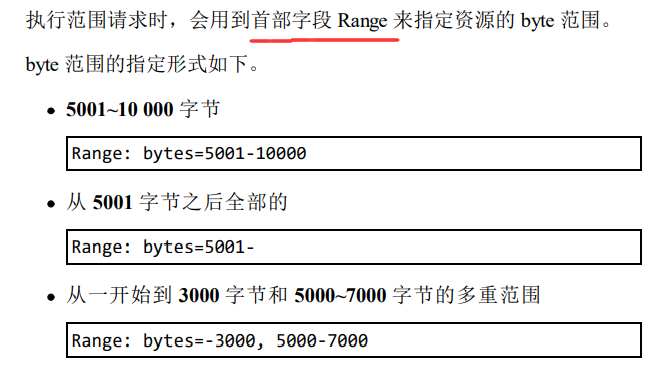 执行范围请求时，会用到首部字段 Range 来指定资源的 byte 范围。
byte 范围的指定形式如下。
• 5001~10 000 字节
Range: bytes=5001-10000
• 从 5001 字节之后全部的
Range: bytes=5001-
• 从一开始到 3000 字节和 5000~7000 字节的多重范围
Range: bytes=-3000, 5000-7000